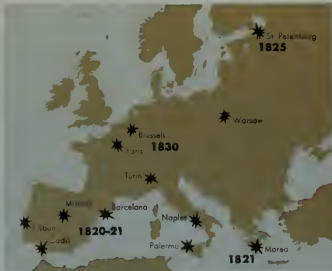 St. Petersburg
1825
Warsaw
Brussels
Paris
1830
Turin
Madrid
Barcelona
Naples
Lisbon
1820-21
Cadiz
Palermo
1821
Morea